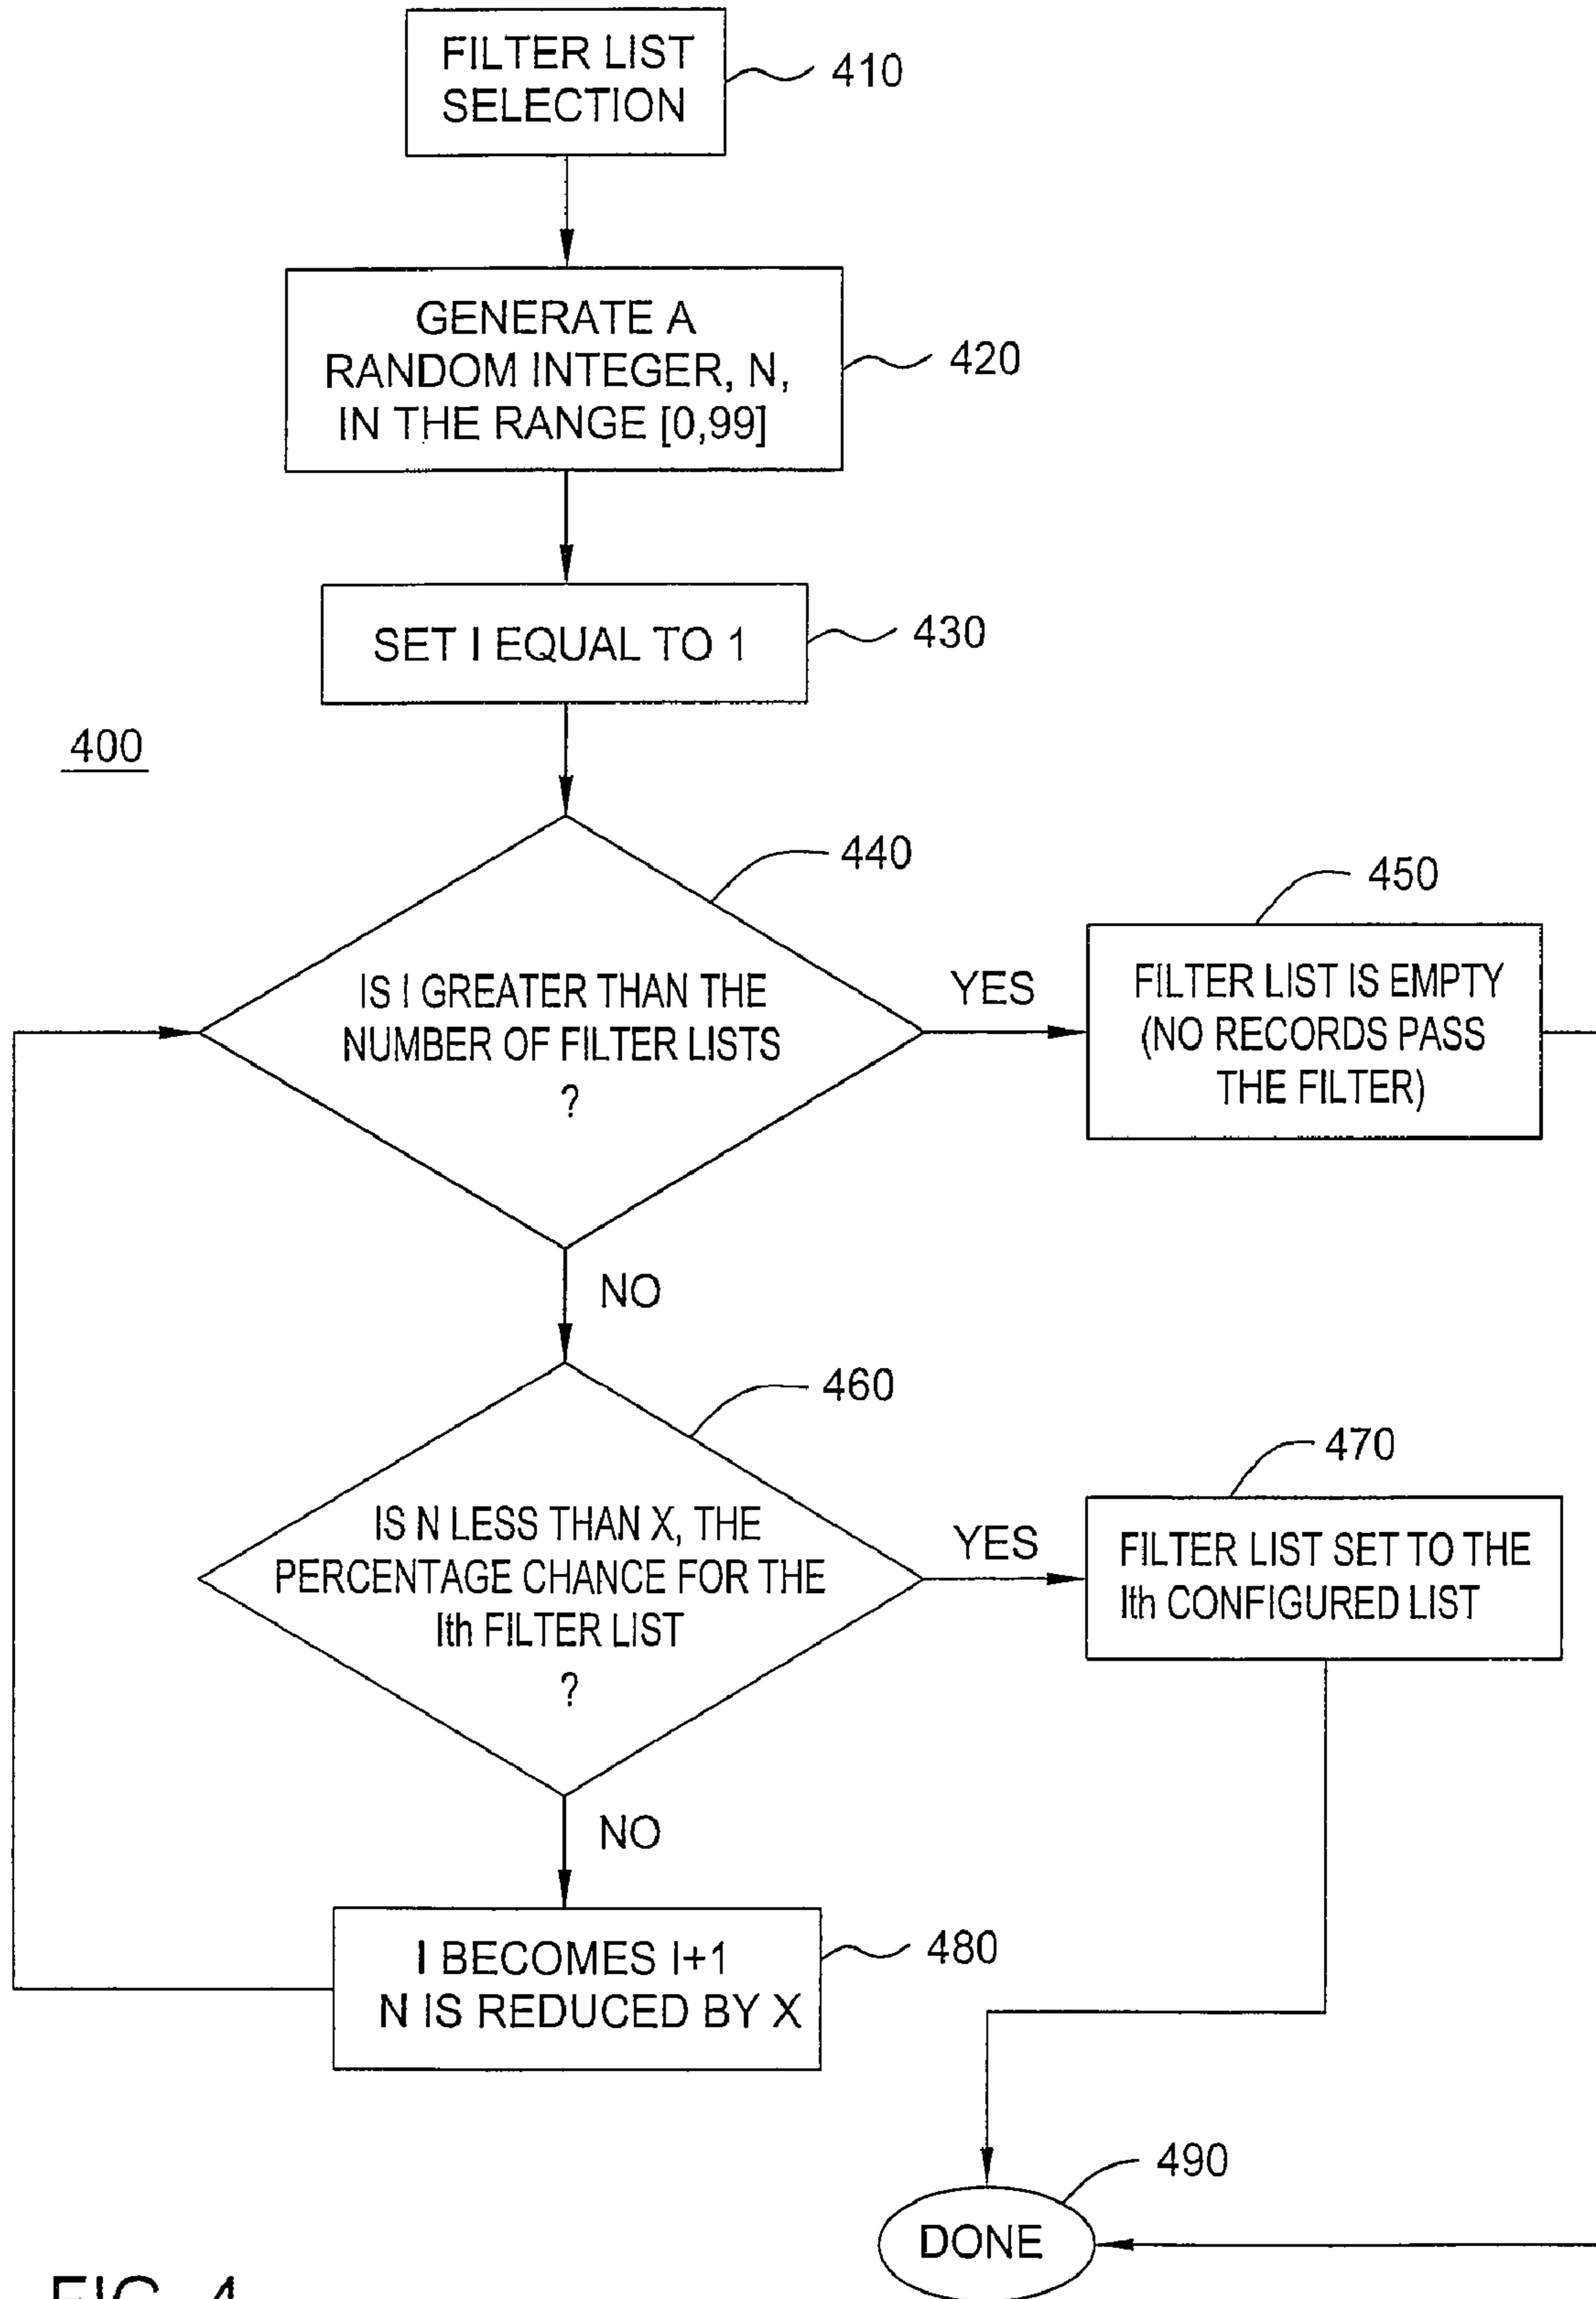 FILTER LIST
SELECTION
410
GENERATE A
RANDOM INTEGER, N,
IN THE RANGE [0,99]
420
SET I EQUAL TO 1
430
400
440
IS I GREATER THAN THE
NUMBER OF FILTER LISTS
?
YES
450
FILTER LIST IS EMPTY
(NO RECORDS PASS
THE FILTER)
NO
460
IS N LESS THAN X, THE
PERCENTAGE CHANCE FOR THE
Ith FILTER LIST
?
YES
470
FILTER LIST SET TO THE
Ith CONFIGURED LIST
NO
I BECOMES I+1
N IS REDUCED BY X
480
490
DONE
FIG. 4